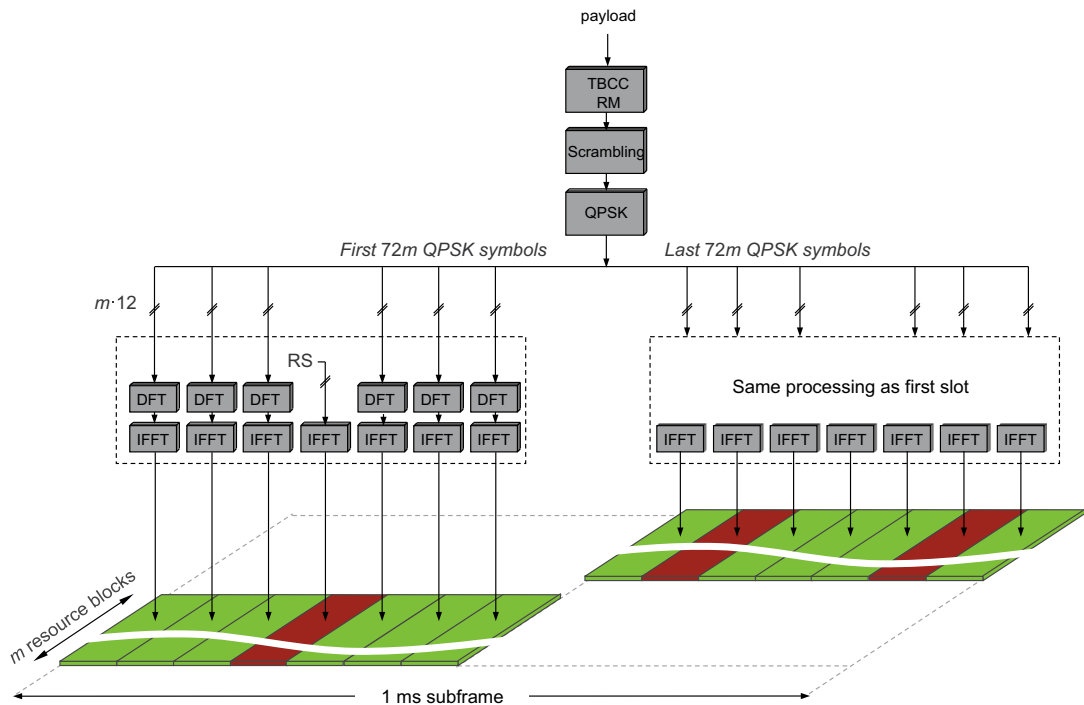 payload
TBCC
RM
Scrambling
QPSK
First 72m QPSK symbols
Last 72m QPSK symbols
m·12
RS
DFT DFT DFT DFT DFT DFT
IFFT IFFT IFFT IFFT IFFT IFFT IFFT
Same processing as first slot
IFFT IFFT IFFT IFFT IFFT IFFT IFFT
m resource blocks
1 ms subframe